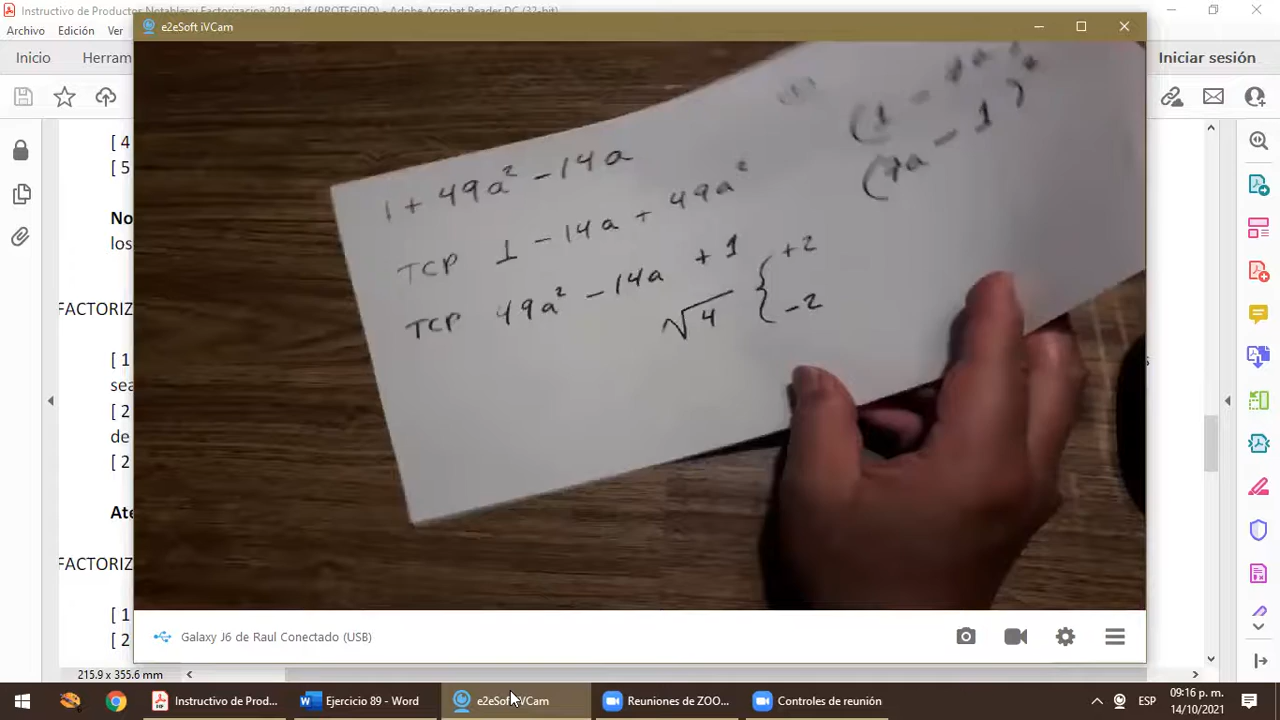 Instructivo de Productos Notables y Factorizacion 2021.pdf (PROTEGIDO) - Adobe Acrobat Reader DC (32-bit)
Archivo Edición Ver
Inicio Herram
Iniciar sesión
e2eSoft iVCam
[ 4
[ 5
No
los
FACTORIZ
[ 1
sea
s
[ 2
de
[ 2
Ate
FACTORIZ
[ 1
[ 2
1 + 49a² - 14a
TCP 1 - 14a + 49a²
TCP 49a² - 14a + 1
√4 { +2
-2
(7a - 1)²
Galaxy J6 de Raul Conectado (USB)
215.9 x 355.6 mm
Instructivo de Prod...
Ejercicio 89 - Word
e2eSoft iVCam
Reuniones de ZOO...
Controles de reunión
ESP
09:16 p. m.
14/10/2021